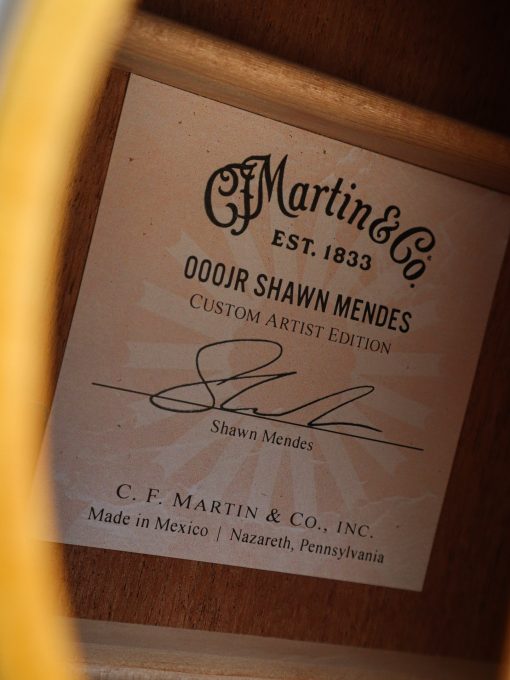 CFMartin & Co.
EST. 1833
000JR SHAWN MENDES
CUSTOM ARTIST EDITION
Shawn Mendes
C. F. MARTIN & CO., INC.
Made in Mexico | Nazareth, Pennsylvania